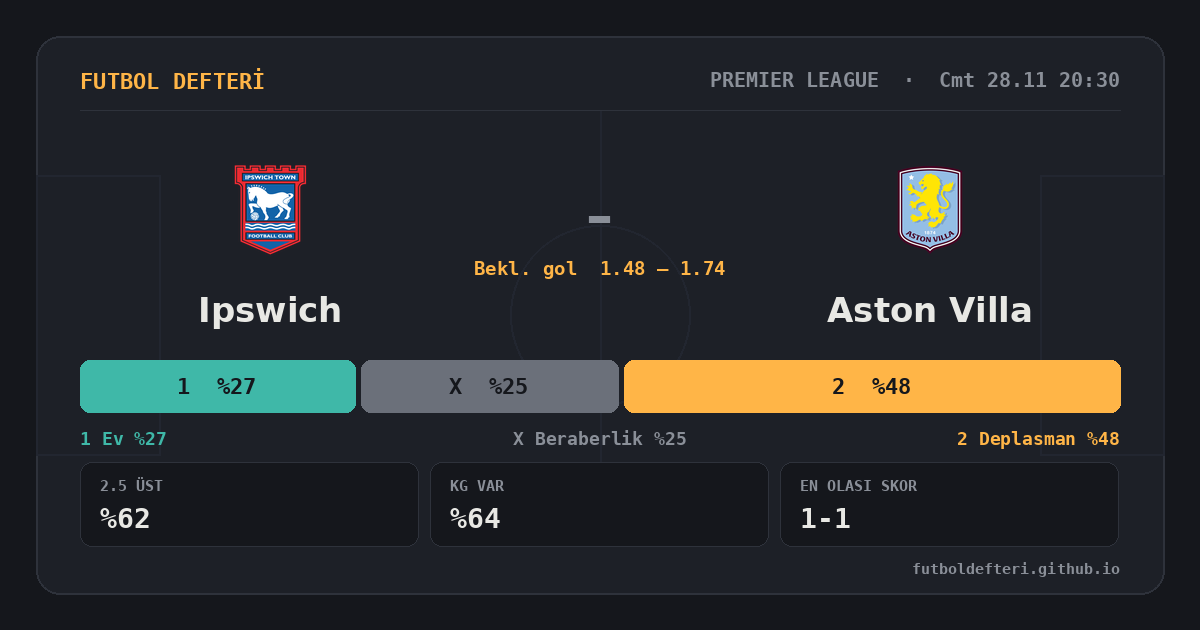 FUTBOL DEFTERİ
PREMIER LEAGUE · Cmt 28.11 20:30
IPSWICH TOWN
FOOTBALL CLUB
ASTON VILLA
-
Bekl. gol 1.48 – 1.74
Ipswich
Aston Villa
1 %27
X %25
2 %48
1 Ev %27
X Beraberlik %25
2 Deplasman %48
2.5 ÜST
%62
KG VAR
%64
EN OLASI SKOR
1-1
futboldefteri.github.io